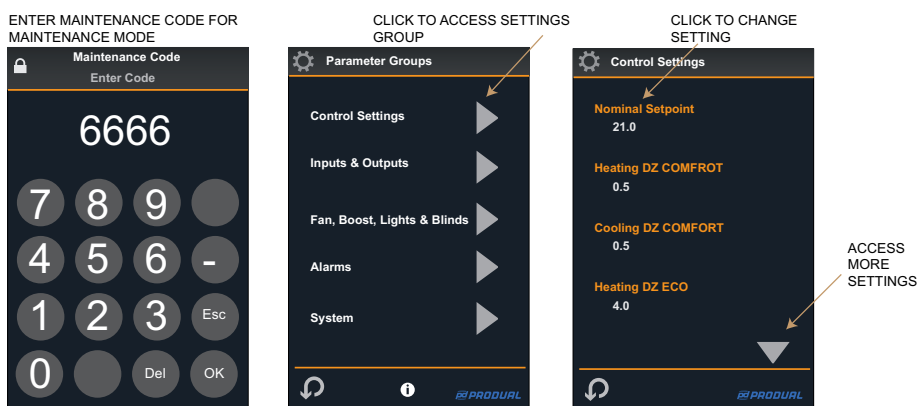 ENTER MAINTENANCE CODE FOR
MAINTENANCE MODE
Maintenance Code
Enter Code
6666
7 8 9
4 5 6 -
1 2 3 Esc
0 Del OK
CLICK TO ACCESS SETTINGS
GROUP
Parameter Groups
Control Settings
Inputs & Outputs
Fan, Boost, Lights & Blinds
Alarms
System
i
PRODUAL
CLICK TO CHANGE
SETTING
Control Settings
Nominal Setpoint
21.0
Heating DZ COMFROT
0.5
Cooling DZ COMFORT
0.5
Heating DZ ECO
4.0
PRODUAL
ACCESS
MORE
SETTINGS